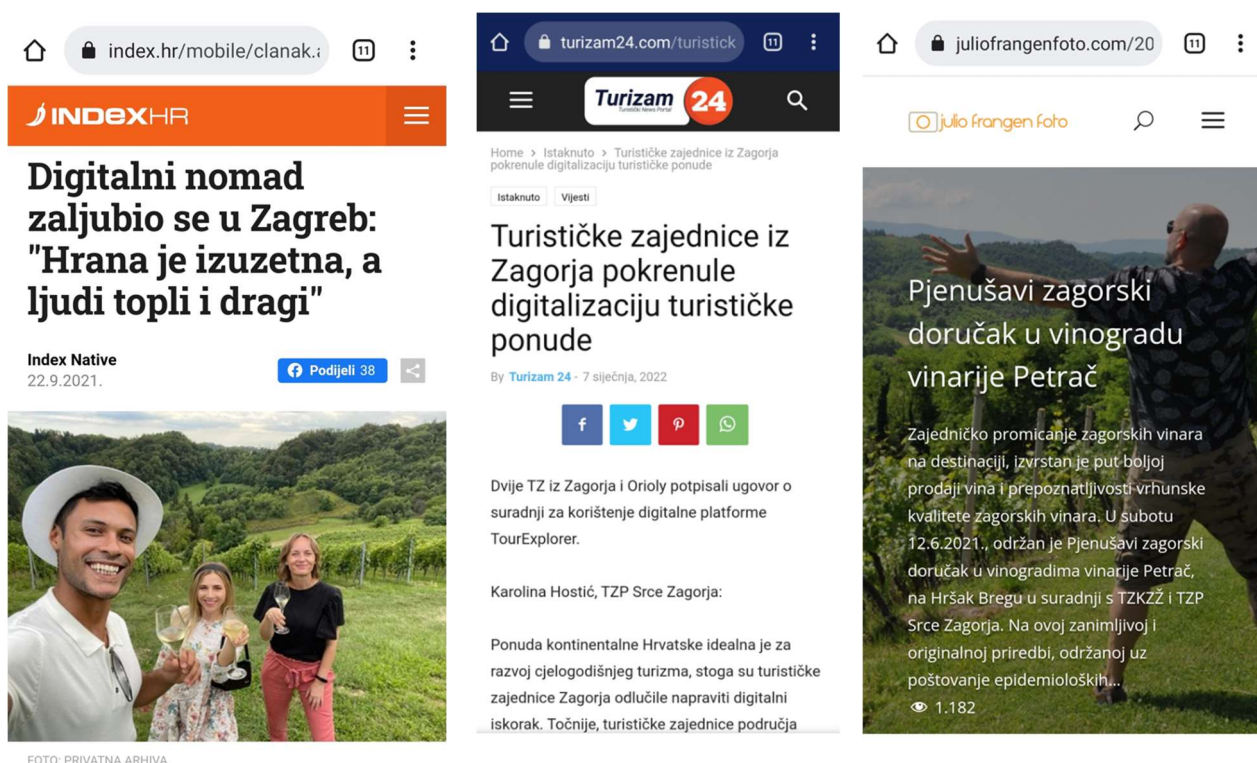 index.hr/mobile/clanak.a
11
INDEXHR
Digitalni nomad
zaljubio se u Zagreb:
"Hrana je izuzetna, a
ljudi topli i dragi"
Index Native
22.9.2021.
Podijeli 38
FOTO: PRIVATNA ARHIVA
turizam24.com/turistick
11
Turizam 24
Turistički News Portal
Home > Istaknuto > Turističke zajednice iz Zagorja
pokrenule digitalizaciju turističke ponude
Istaknuto Vijesti
Turističke zajednice iz
Zagorja pokrenule
digitalizaciju turističke
ponude
By Turizam 24 - 7 siječnja, 2022
Dvije TZ iz Zagorja i Orioly potpisali ugovor o
suradnji za korištenje digitalne platforme
TourExplorer.
Karolina Hostić, TZP Srce Zagorja:
Ponuda kontinentalne Hrvatske idealna je za
razvoj cjelogodišnjeg turizma, stoga su turističke
zajednice Zagorja odlučile napraviti digitalni
iskorak. Točnije, turističke zajednice područja
juliofrangenfoto.com/20
11
julio frangen foto
Pjenušavi zagorski
doručak u vinogradu
vinarije Petrač
Zajedničko promicanje zagorskih vinara
na destinaciji, izvrstan je put boljoj
prodaji vina i prepoznatljivosti vrhunske
kvalitete zagorskih vinara. U subotu
12.6.2021., održan je Pjenušavi zagorski
doručak u vinogradima vinarije Petrač,
na Hršak Bregu u suradnji s TZKZŽ i TZP
Srce Zagorja. Na ovoj zanimljivoj i
originalnoj priredbi, održanoj uz
poštovanje epidemioloških...
1.182